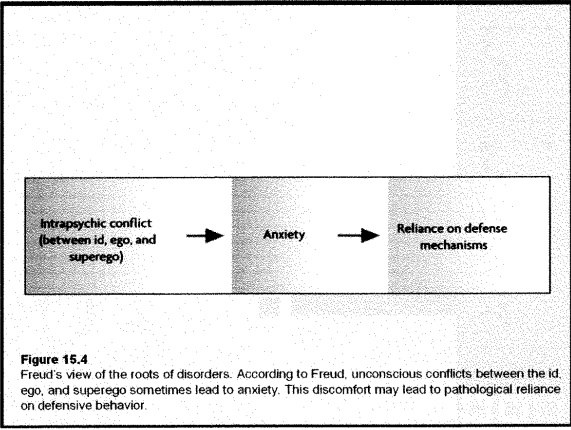 Intrapsychic conflict
(between id, ego, and
superego)
Anxiety
Reliance on defense
mechanisms
Figure 15.4
Freud's view of the roots of disorders. According to Freud, unconscious conflicts between the id,
ego, and superego sometimes lead to anxiety. This discomfort may lead to pathological reliance
on defensive behavior.